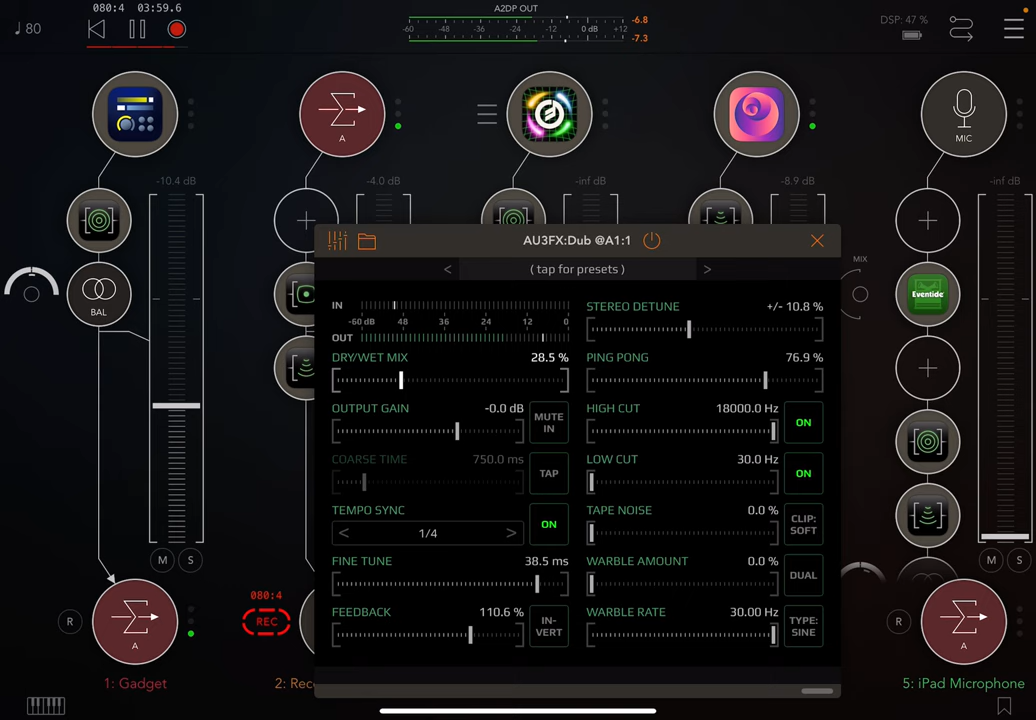 080:4 03:59.6
80
A2DP OUT
-60 -48 -36 -24 -12 0 dB +12
-6.8
-7.3
DSP: 47 %
A
MIC
-10.4 dB
-4.0 dB
-inf dB
-8.9 dB
-inf dB
BAL
MIX
Eventide
AU3FX:Dub @A1:1
< ( tap for presets ) >
IN
-60 dB 48 36 24 12 0
OUT
DRY/WET MIX 28.5 %
OUTPUT GAIN -0.0 dB
MUTE
IN
COARSE TIME 750.0 ms
TAP
TEMPO SYNC
< 1/4 >
ON
FINE TUNE 38.5 ms
FEEDBACK 110.6 %
IN-
VERT
STEREO DETUNE +/- 10.8 %
PING PONG 76.9 %
HIGH CUT 18000.0 Hz
ON
LOW CUT 30.0 Hz
ON
TAPE NOISE 0.0 %
CLIP:
SOFT
WARBLE AMOUNT 0.0 %
DUAL
WARBLE RATE 30.00 Hz
TYPE:
SINE
M S
M S
080:4
R
A
REC
R
A
1: Gadget
2: Rec
5: iPad Microphone